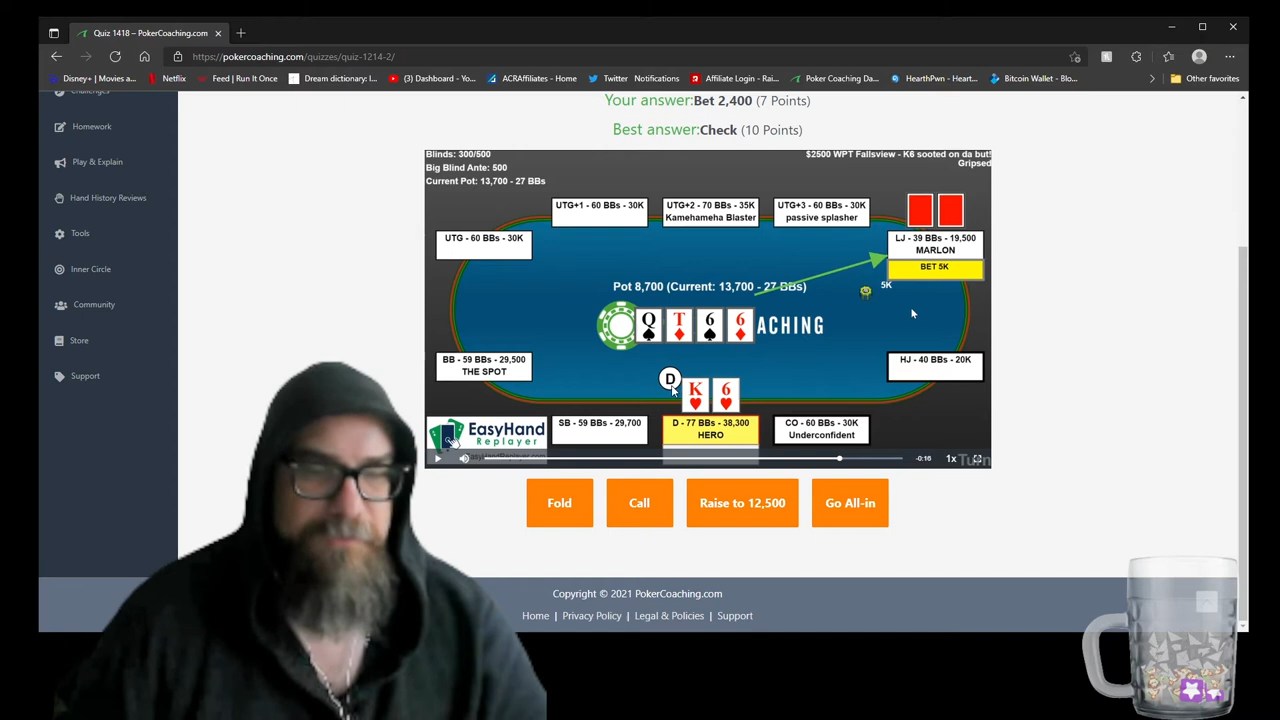 Quiz 1418 – PokerCoaching.com
https://pokercoaching.com/quizzes/quiz-1214-2/
Disney+ | Movies a...
Netflix
Feed | Run It Once
Dream dictionary: I...
(3) Dashboard - Yo...
ACRAffiliates - Home
Twitter
Notifications
Affiliate Login - Rai...
Poker Coaching Da...
HearthPwn - Heart...
Bitcoin Wallet - Blo...
Other favorites
Challenges
Homework
Play & Explain
Hand History Reviews
Tools
Inner Circle
Community
Store
Support
Your answer:Bet 2,400 (7 Points)
Best answer:Check (10 Points)
Blinds: 300/500
Big Blind Ante: 500
Current Pot: 13,700 - 27 BBs
$2500 WPT Fallsview - K6 sooted on da but!
Gripsed
UTG+1 - 60 BBs - 30K
UTG+2 - 70 BBs - 35K
Kamehameha Blaster
UTG+3 - 60 BBs - 30K
passive splasher
UTG - 60 BBs - 30K
LJ - 39 BBs - 19,500
MARLON
BET 5K
5K
Pot 8,700 (Current: 13,700 - 27 BBs)
Q T 6 6
ACHING
BB - 59 BBs - 29,500
THE SPOT
HJ - 40 BBs - 20K
D
K 6
EasyHand
Replayer
EasyHandReplayer.com
SB - 59 BBs - 29,700
D - 77 BBs - 38,300
HERO
CO - 60 BBs - 30K
Underconfident
-0:16
1x
Turn
Fold
Call
Raise to 12,500
Go All-in
Copyright © 2021 PokerCoaching.com
Home | Privacy Policy | Legal & Policies | Support